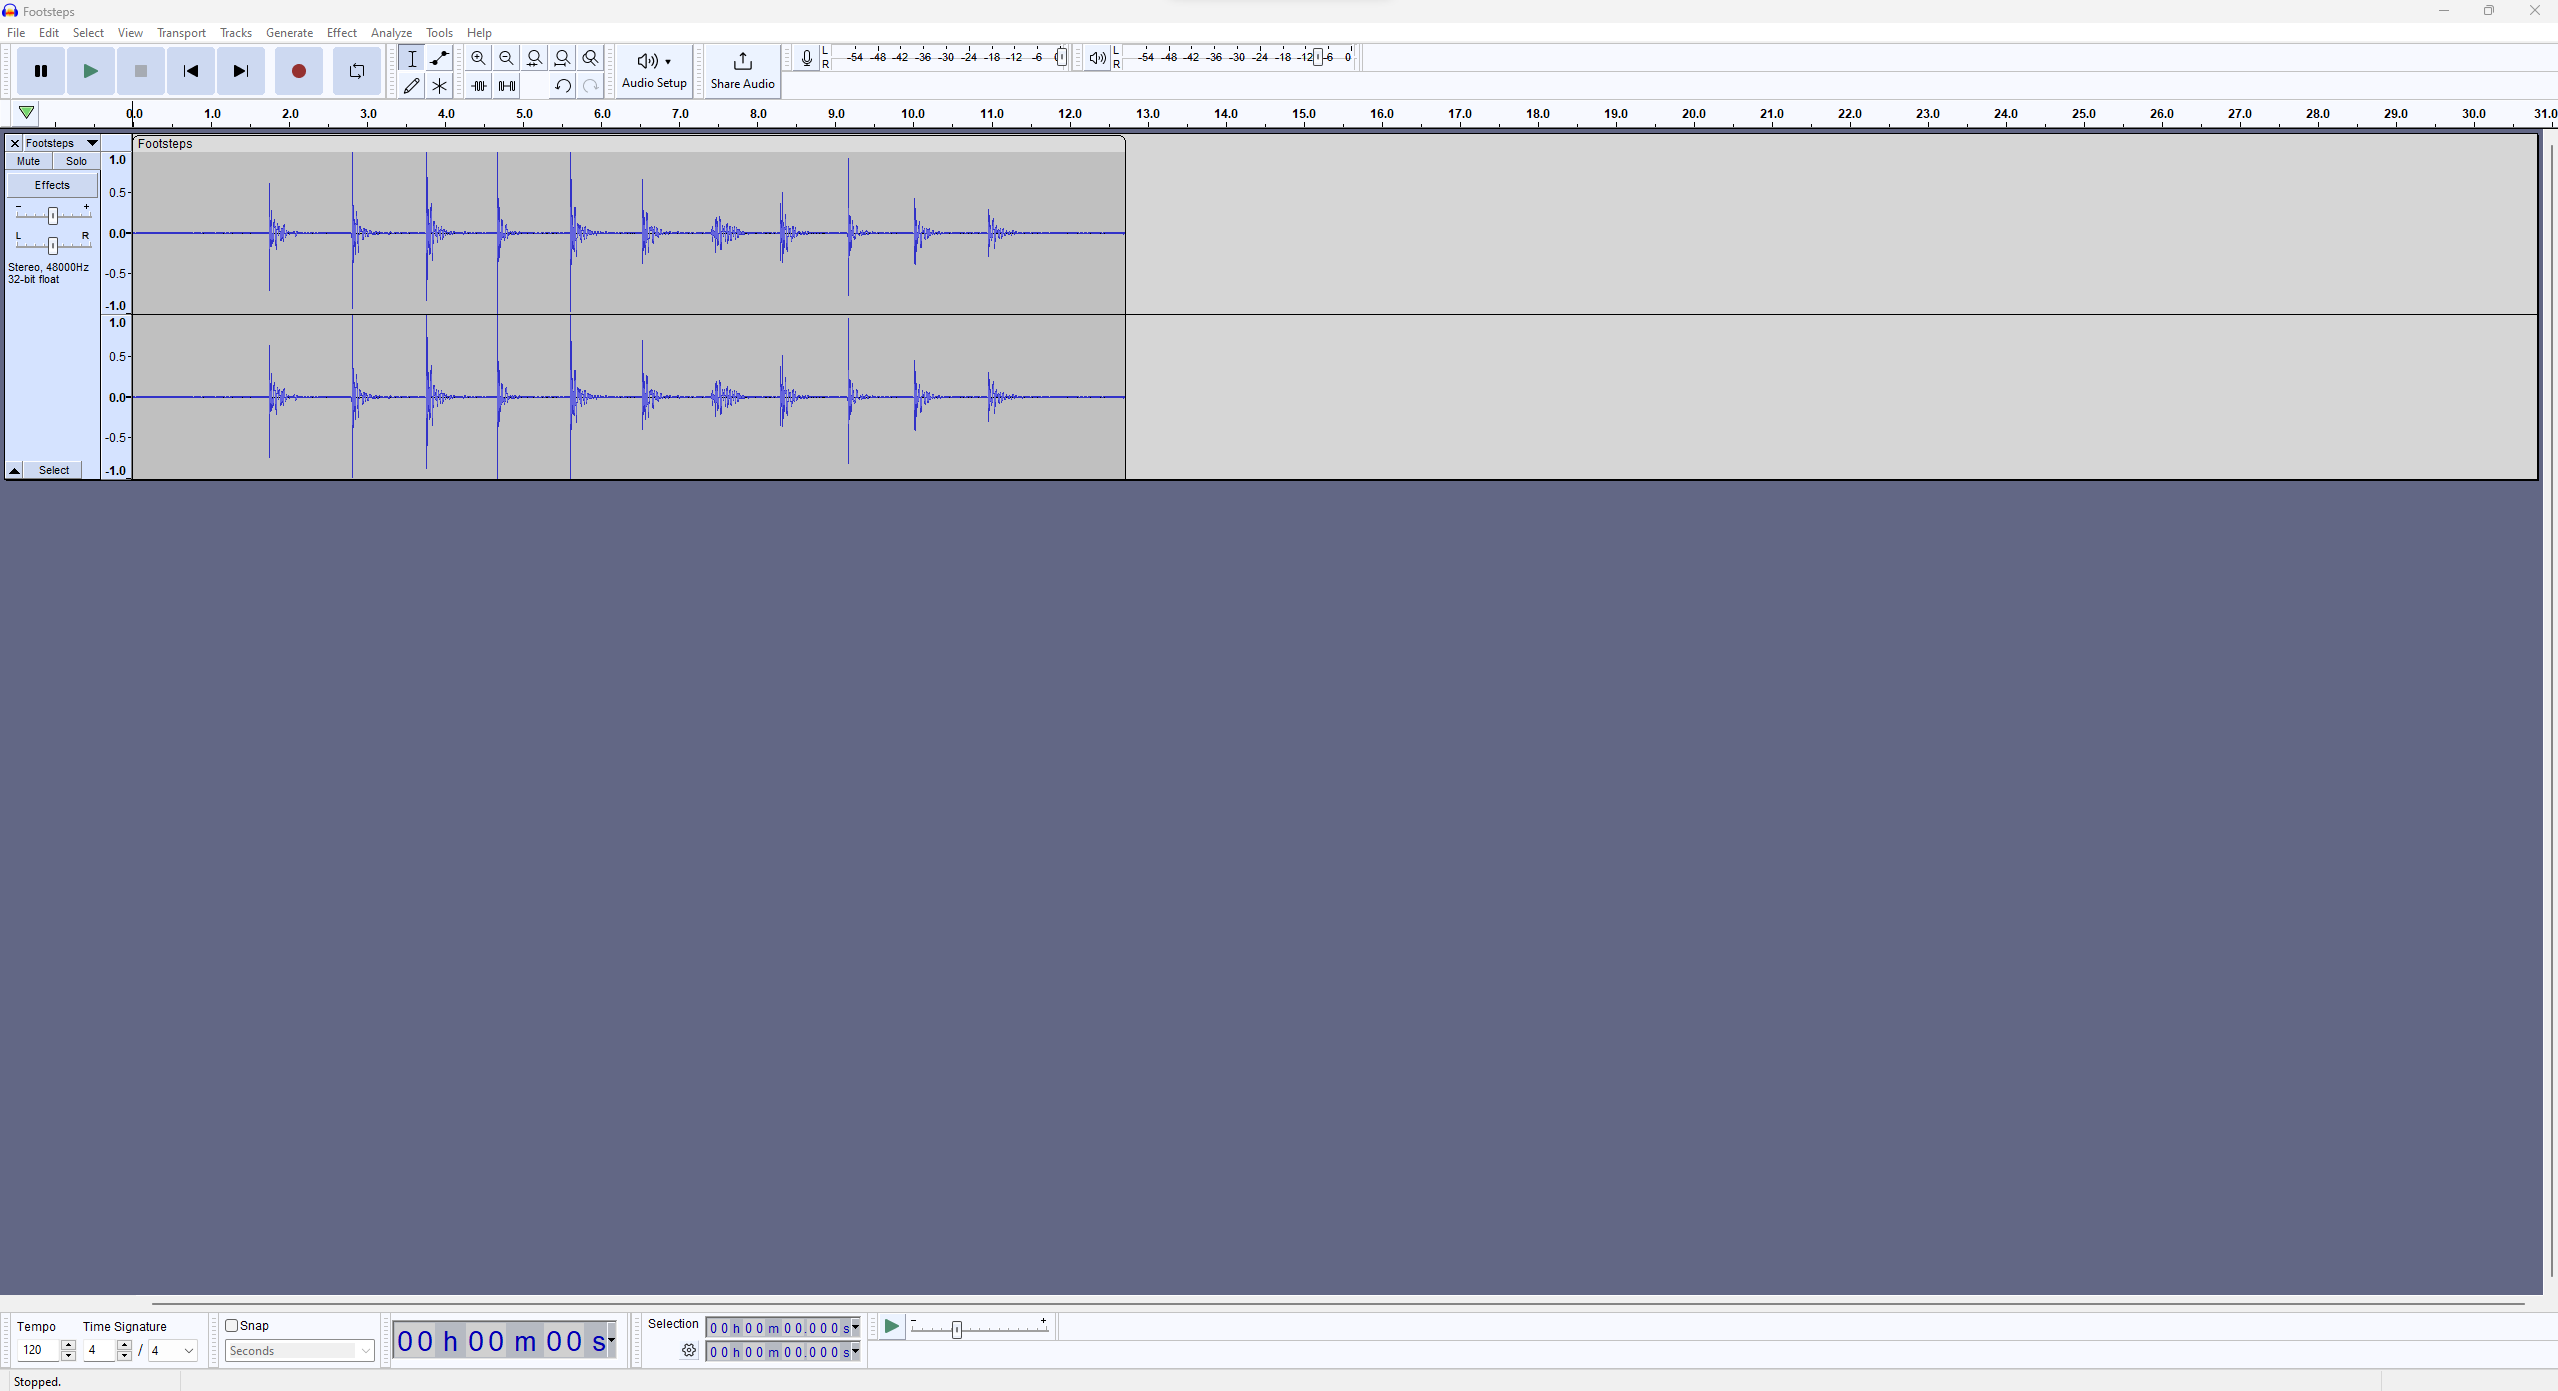 Footsteps
File Edit Select View Transport Tracks Generate Effect Analyze Tools Help
Audio Setup
Share Audio
L
R
-54 -48 -42 -36 -30 -24 -18 -12 -6 0
L
R
-54 -48 -42 -36 -30 -24 -18 -12 -6 0
0.0 1.0 2.0 3.0 4.0 5.0 6.0 7.0 8.0 9.0 10.0 11.0 12.0 13.0 14.0 15.0 16.0 17.0 18.0 19.0 20.0 21.0 22.0 23.0 24.0 25.0 26.0 27.0 28.0 29.0 30.0 31.0
Footsteps
Mute Solo
Effects
- +
L R
Stereo, 48000Hz
32-bit float
Select
Footsteps
1.0
0.5
0.0
-0.5
-1.0
1.0
0.5
0.0
-0.5
-1.0
Tempo
120
Time Signature
4 / 4
Snap
Seconds
00 h 00 m 00 s
Selection
00 h 00 m 00.000 s
00 h 00 m 00.000 s
- +
Stopped.